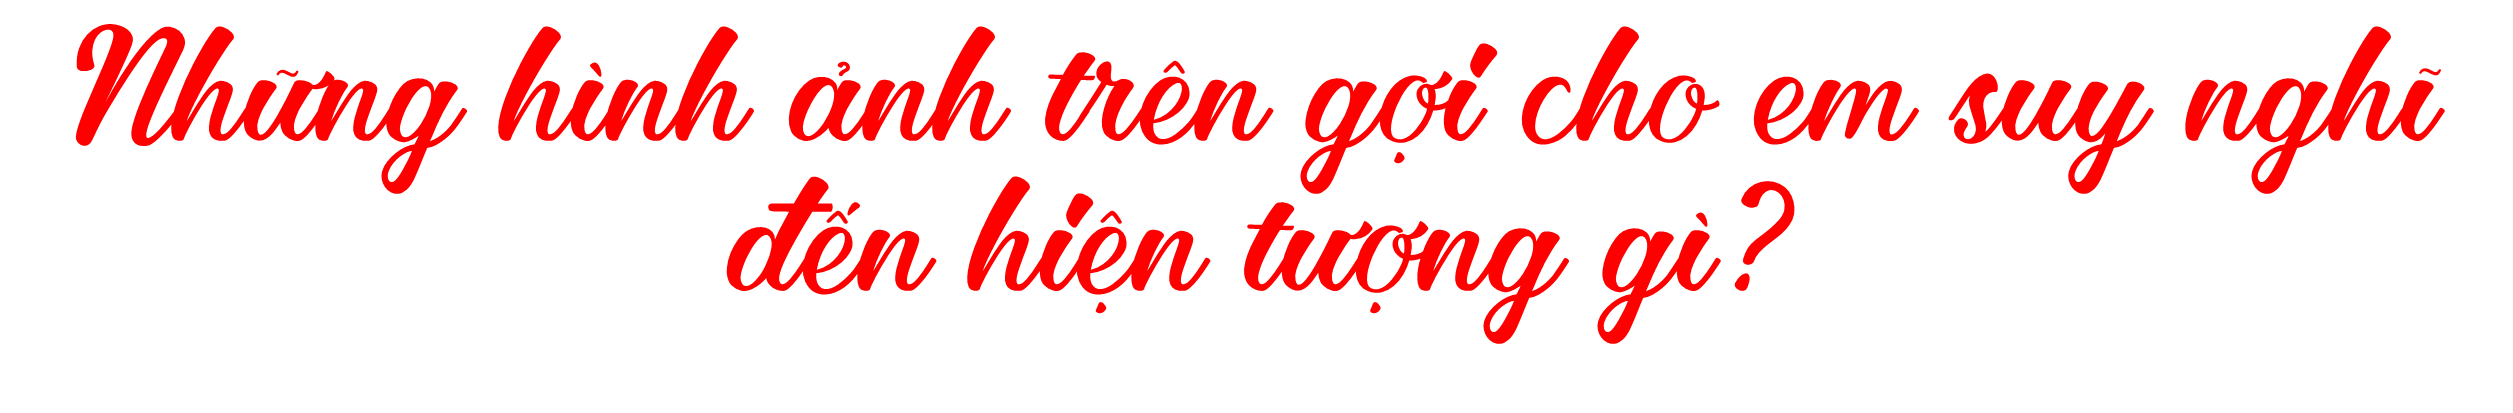 Những hình ảnh trên gợi cho em suy nghĩ
đến hiện tượng gì?